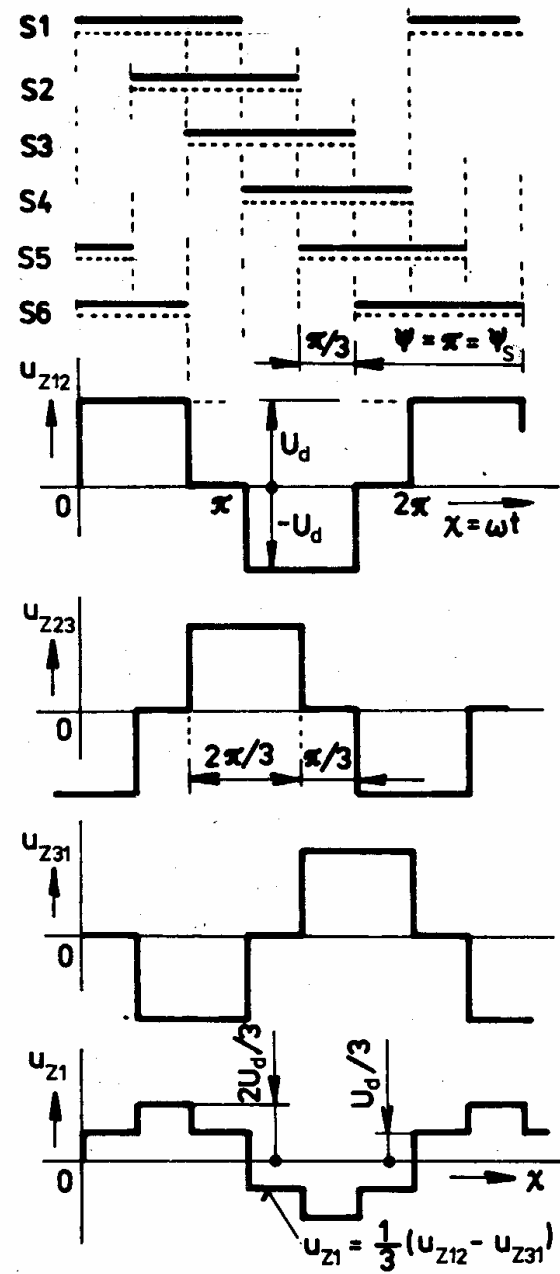 S1
S2
S3
S4
S5
S6
π/3 Ψ = π = Ψs
uZ12
Ud
0 π 2π
-Ud χ = ωt
uZ23
0
2π/3 π/3
uZ31
0
uZ1 2Ud/3 Ud/3
0 χ
uZ1 = 1/3 (uZ12 - uZ31)